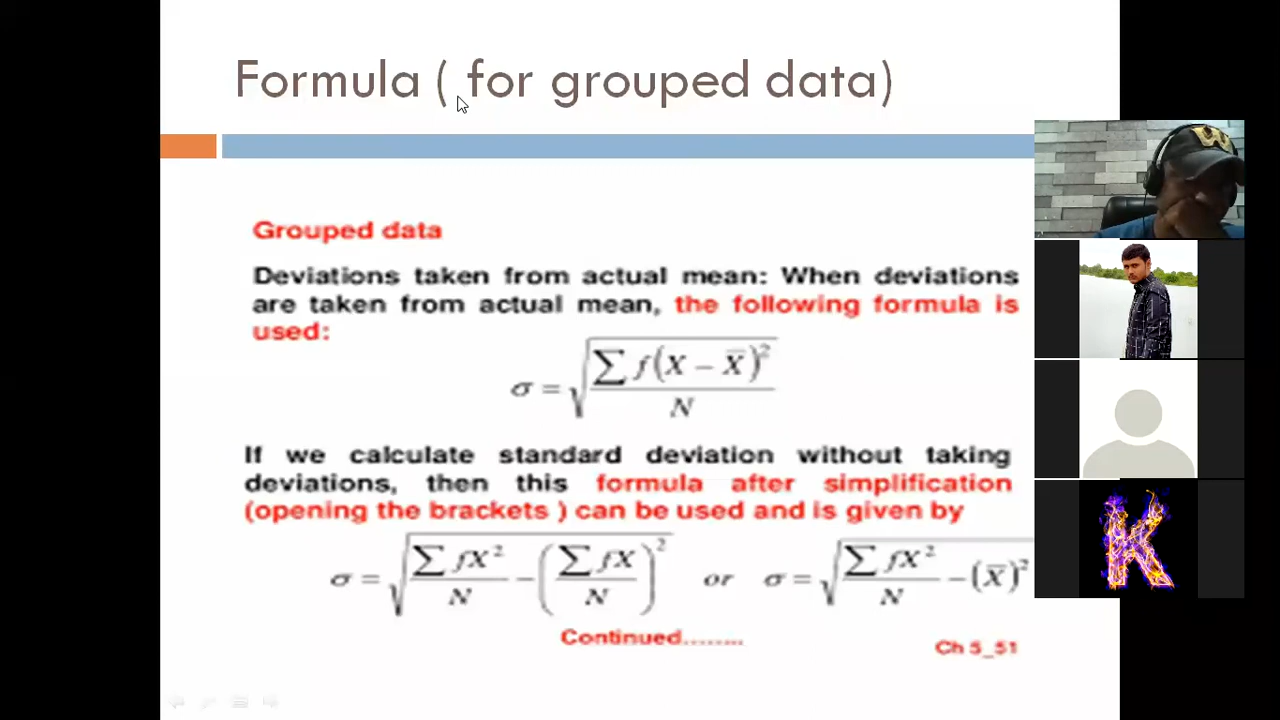 Formula ( for grouped data)
Grouped data
Deviations taken from actual mean: When deviations
are taken from actual mean, the following formula is
used:
σ = √(∑ f(X − X̄)² / N)
If we calculate standard deviation without taking
deviations, then this formula after simplification
(opening the brackets ) can be used and is given by
σ = √(∑ fX² / N − (∑ fX / N)²) or σ = √(∑ fX² / N − (X̄)²)
Continued........
Ch 5_51
W
K